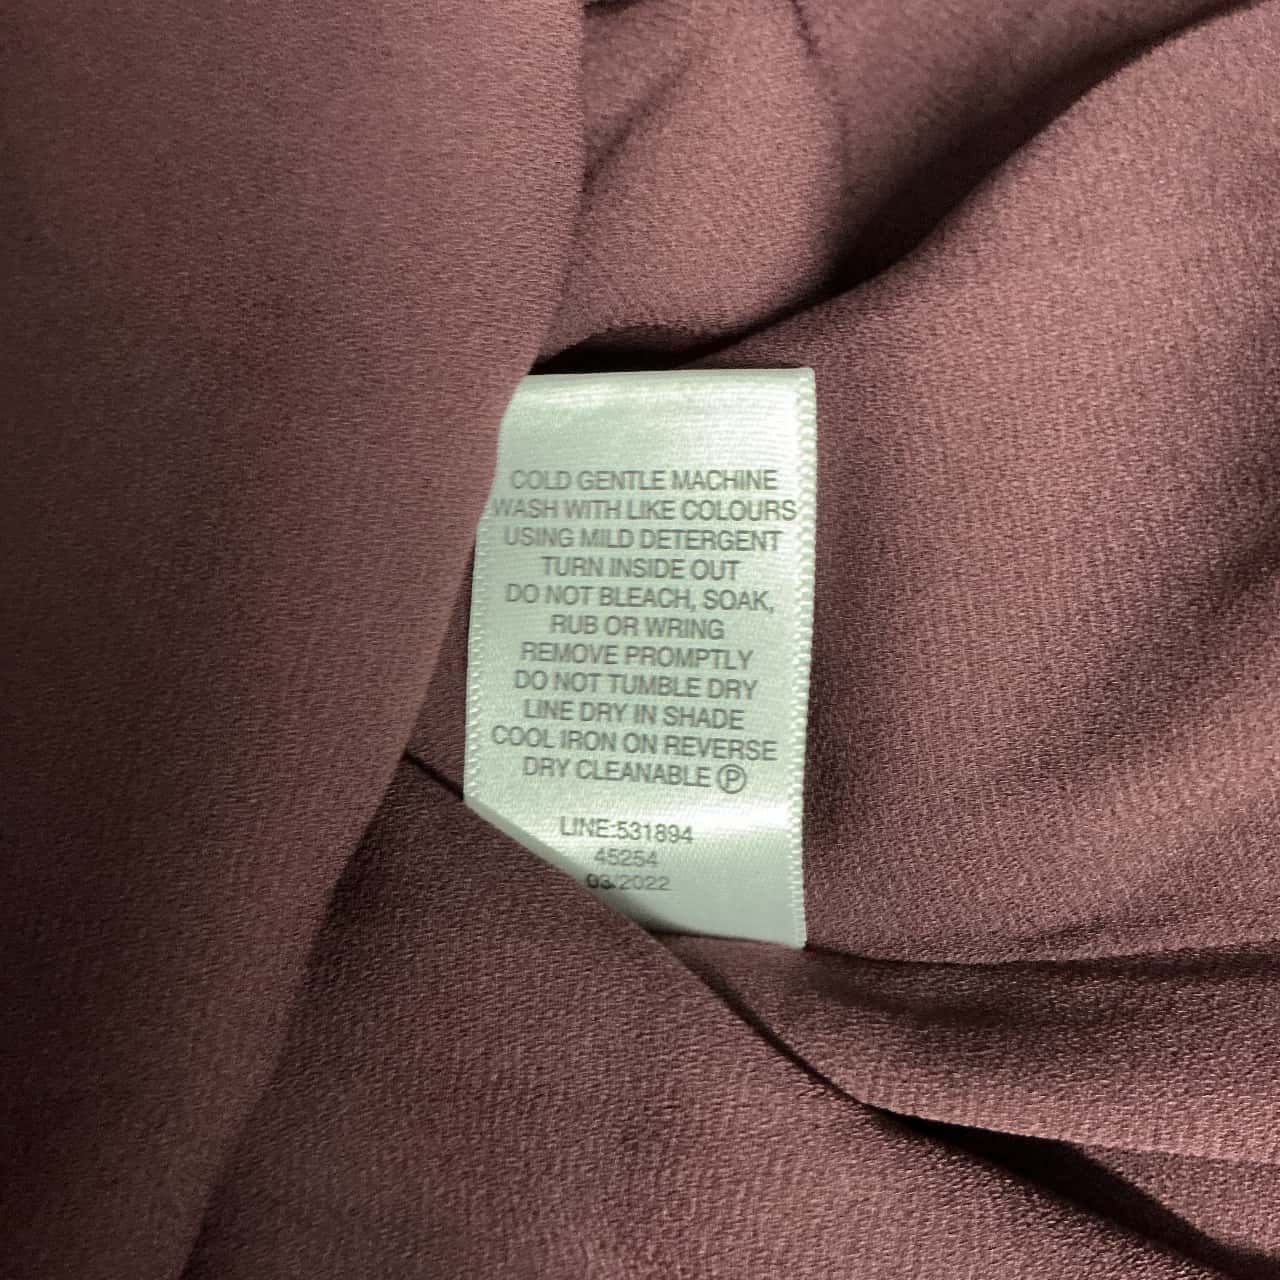 COLD GENTLE MACHINE
WASH WITH LIKE COLOURS
USING MILD DETERGENT
TURN INSIDE OUT
DO NOT BLEACH, SOAK,
RUB OR WRING
REMOVE PROMPTLY
DO NOT TUMBLE DRY
LINE DRY IN SHADE
COOL IRON ON REVERSE
DRY CLEANABLE Ⓟ
LINE:531894
45254
03/2022